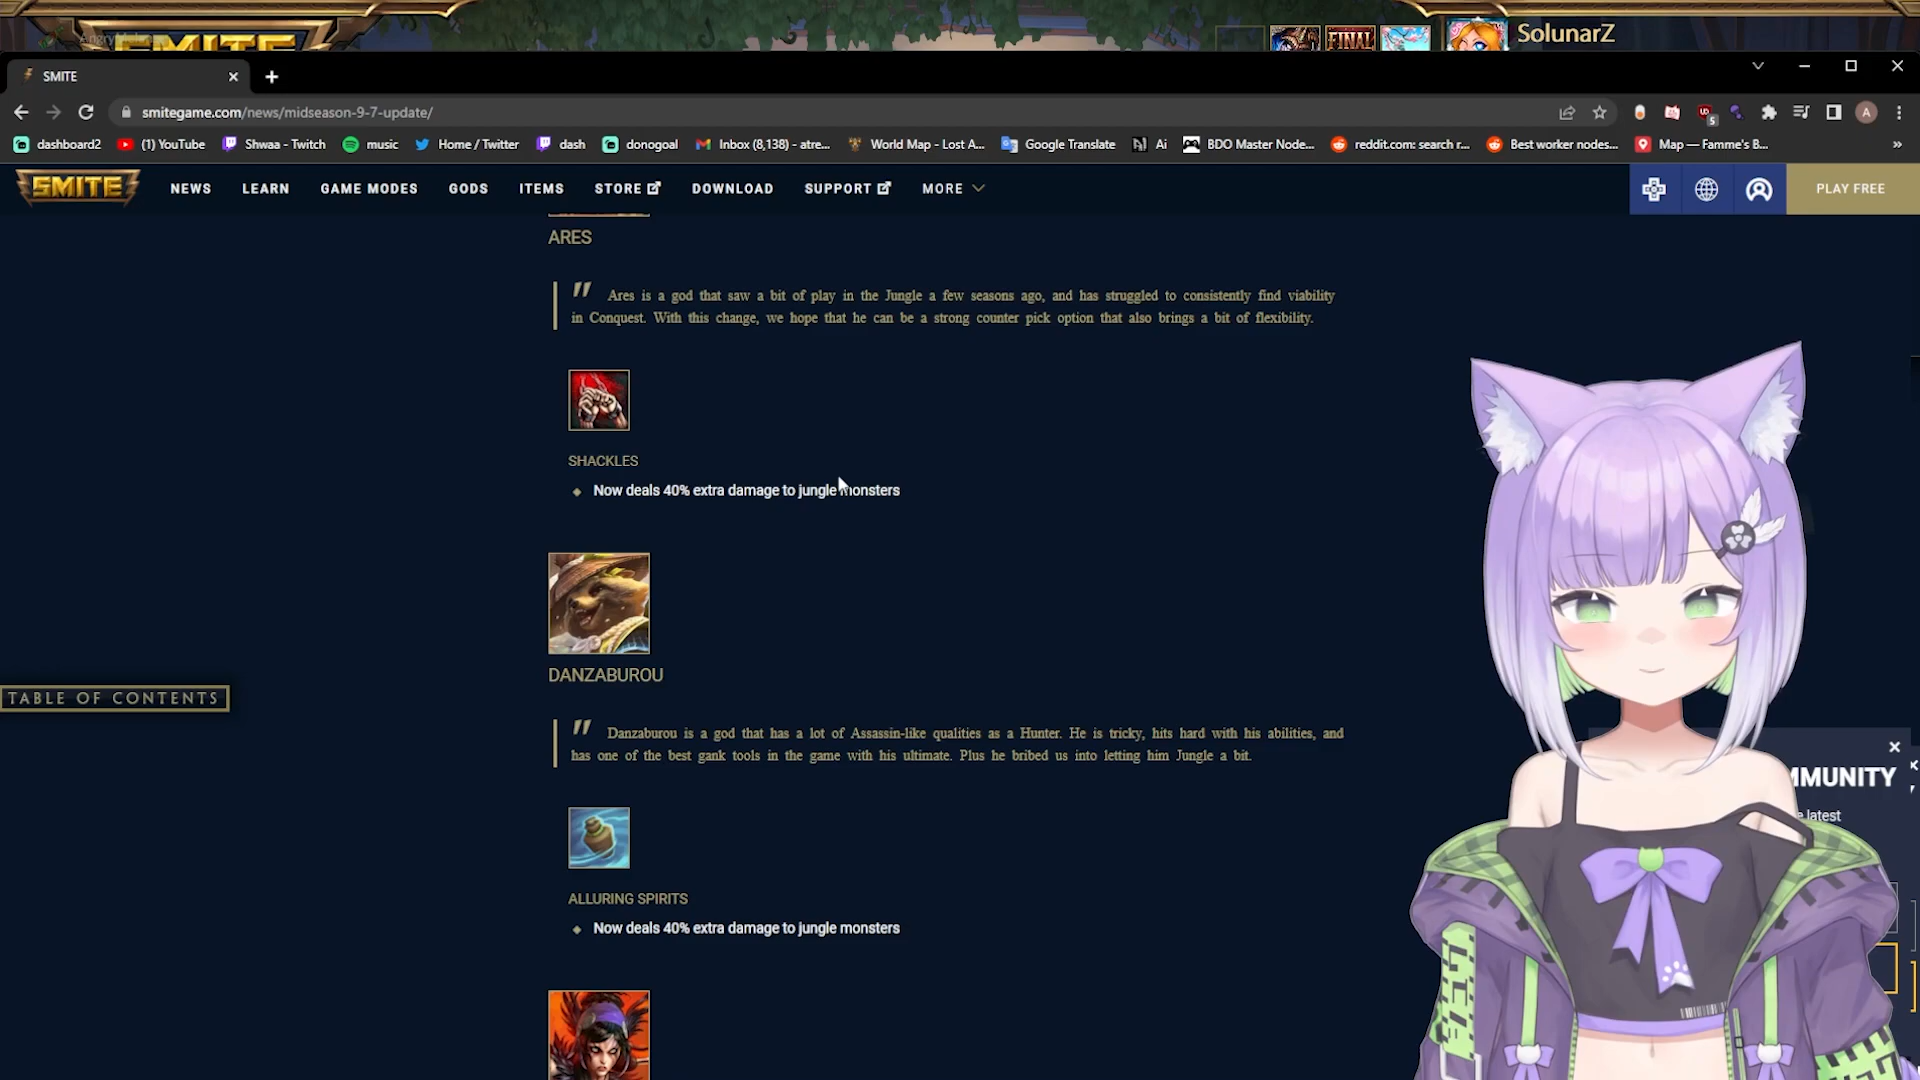 SMITE
FINAL
SolunarZ
SMITE
smitegame.com/news/midseason-9-7-update/
A
dashboard2
(1) YouTube
Shwaa - Twitch
music
Home / Twitter
dash
donogoal
Inbox (8,138) - atre...
World Map - Lost A...
Google Translate
Ai
BDO Master Node...
reddit.com: search r...
Best worker nodes...
Map — Famme's B...
»
SMITE
NEWS
LEARN
GAME MODES
GODS
ITEMS
STORE
DOWNLOAD
SUPPORT
MORE
PLAY FREE
ARES
" Ares is a god that saw a bit of play in the Jungle a few seasons ago, and has struggled to consistently find viability
in Conquest. With this change, we hope that he can be a strong counter pick option that also brings a bit of flexibility.
SHACKLES
Now deals 40% extra damage to jungle monsters
DANZABUROU
TABLE OF CONTENTS
" Danzaburou is a god that has a lot of Assassin-like qualities as a Hunter. He is tricky, hits hard with his abilities, and
has one of the best gank tools in the game with his ultimate. Plus he bribed us into letting him Jungle a bit.
MMUNITY
e latest
ALLURING SPIRITS
Now deals 40% extra damage to jungle monsters